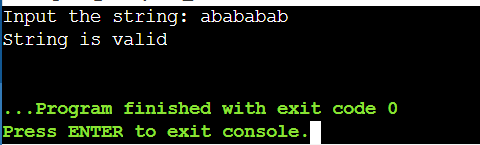 Input the string: abababab
String is valid
...Program finished with exit code 0
Press ENTER to exit console.